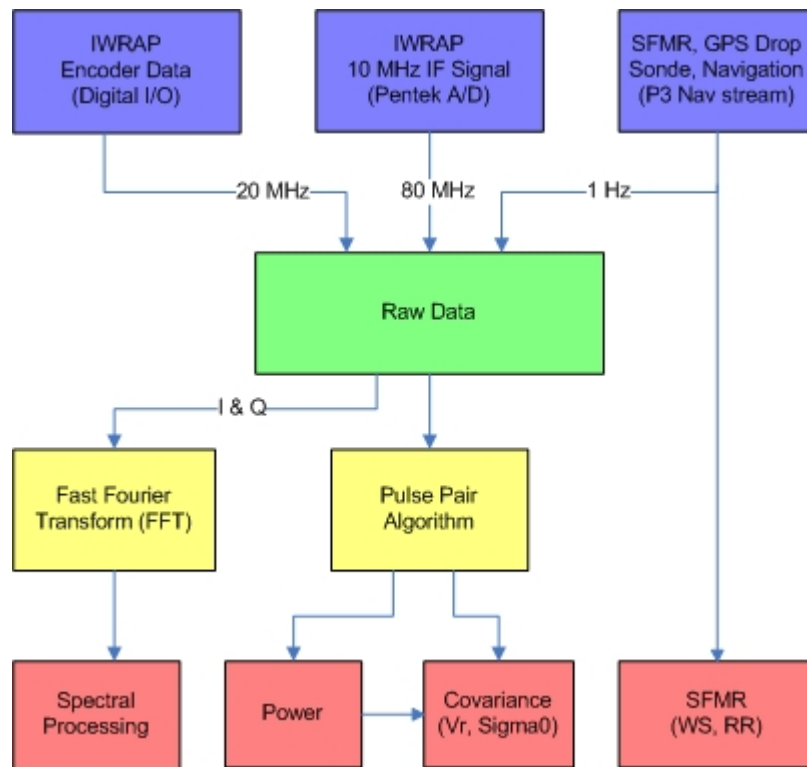 IWRAP
Encoder Data
(Digital I/O)
IWRAP
10 MHz IF Signal
(Pentek A/D)
SFMR, GPS Drop
Sonde, Navigation
(P3 Nav stream)
20 MHz
80 MHz
1 Hz
Raw Data
I & Q
Fast Fourier
Transform (FFT)
Pulse Pair
Algorithm
Spectral
Processing
Power
Covariance
(Vr, Sigma0)
SFMR
(WS, RR)